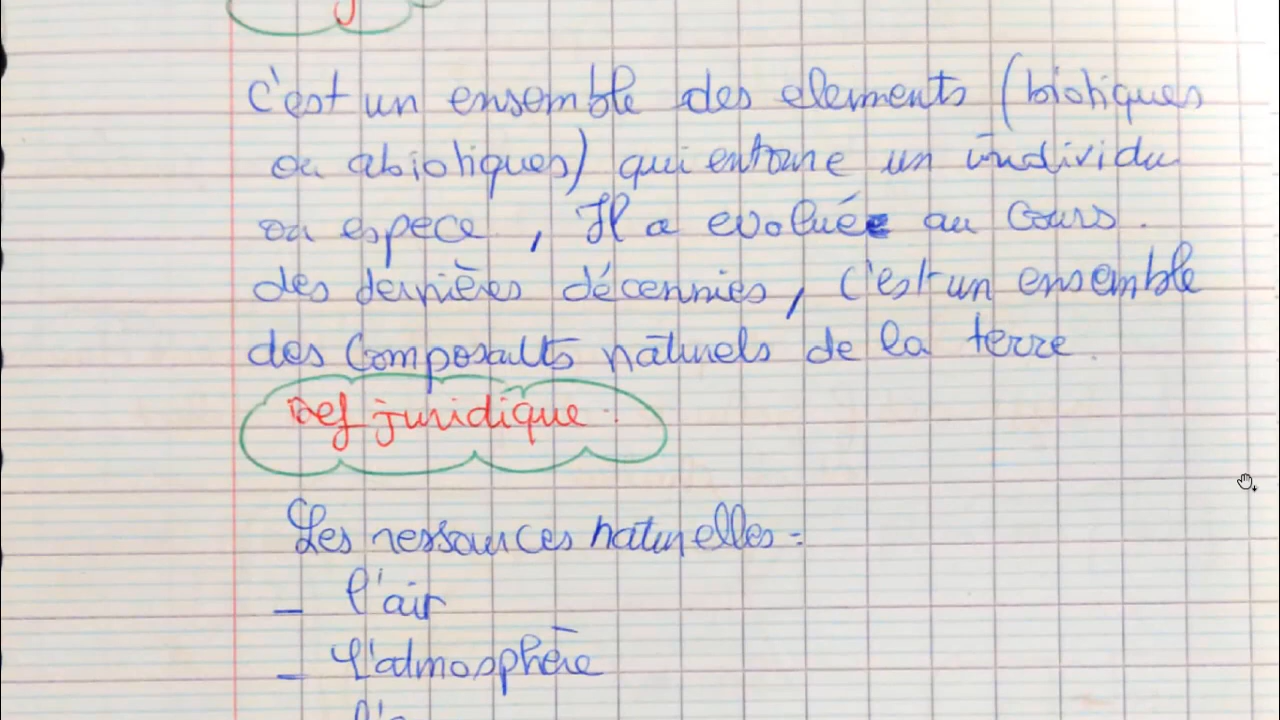 c'est un ensemble des elements (biotiques
ou abiotiques) qui entoure un individu
ou espece, Il a evoluée au cours.
des dernières décennies, c'est un ensemble
des composants naturels de la terre.
Def juridique :
Les ressources naturelles :
- l'air
- L'admosphère